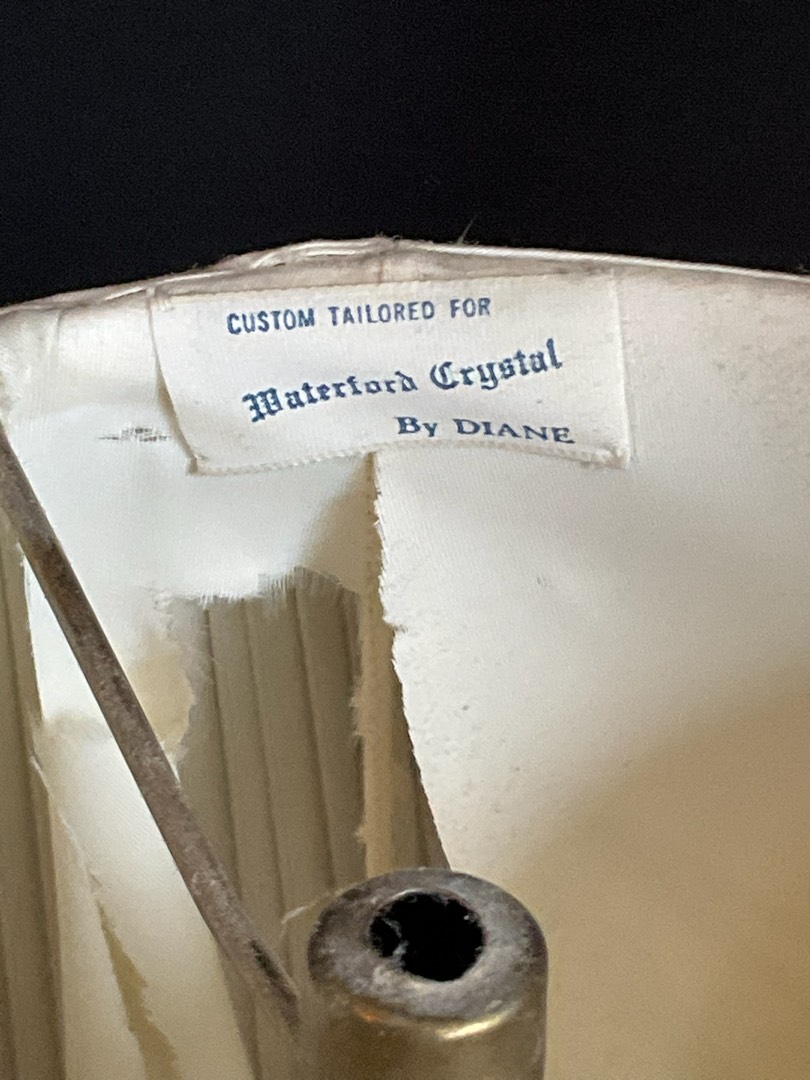 CUSTOM TAILORED FOR
Waterford Crystal
By DIANE